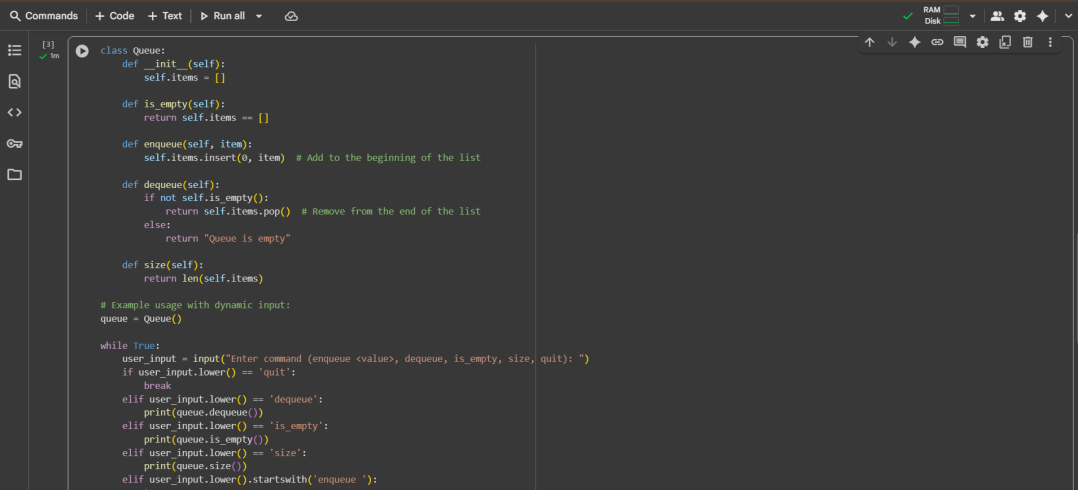 Commands + Code + Text Run all
RAM
Disk
[3]
1m
class Queue:
    def __init__(self):
        self.items = []

    def is_empty(self):
        return self.items == []

    def enqueue(self, item):
        self.items.insert(0, item)  # Add to the beginning of the list

    def dequeue(self):
        if not self.is_empty():
            return self.items.pop()  # Remove from the end of the list
        else:
            return "Queue is empty"

    def size(self):
        return len(self.items)

# Example usage with dynamic input:
queue = Queue()

while True:
    user_input = input("Enter command (enqueue <value>, dequeue, is_empty, size, quit): ")
    if user_input.lower() == 'quit':
        break
    elif user_input.lower() == 'dequeue':
        print(queue.dequeue())
    elif user_input.lower() == 'is_empty':
        print(queue.is_empty())
    elif user_input.lower() == 'size':
        print(queue.size())
    elif user_input.lower().startswith('enqueue '):